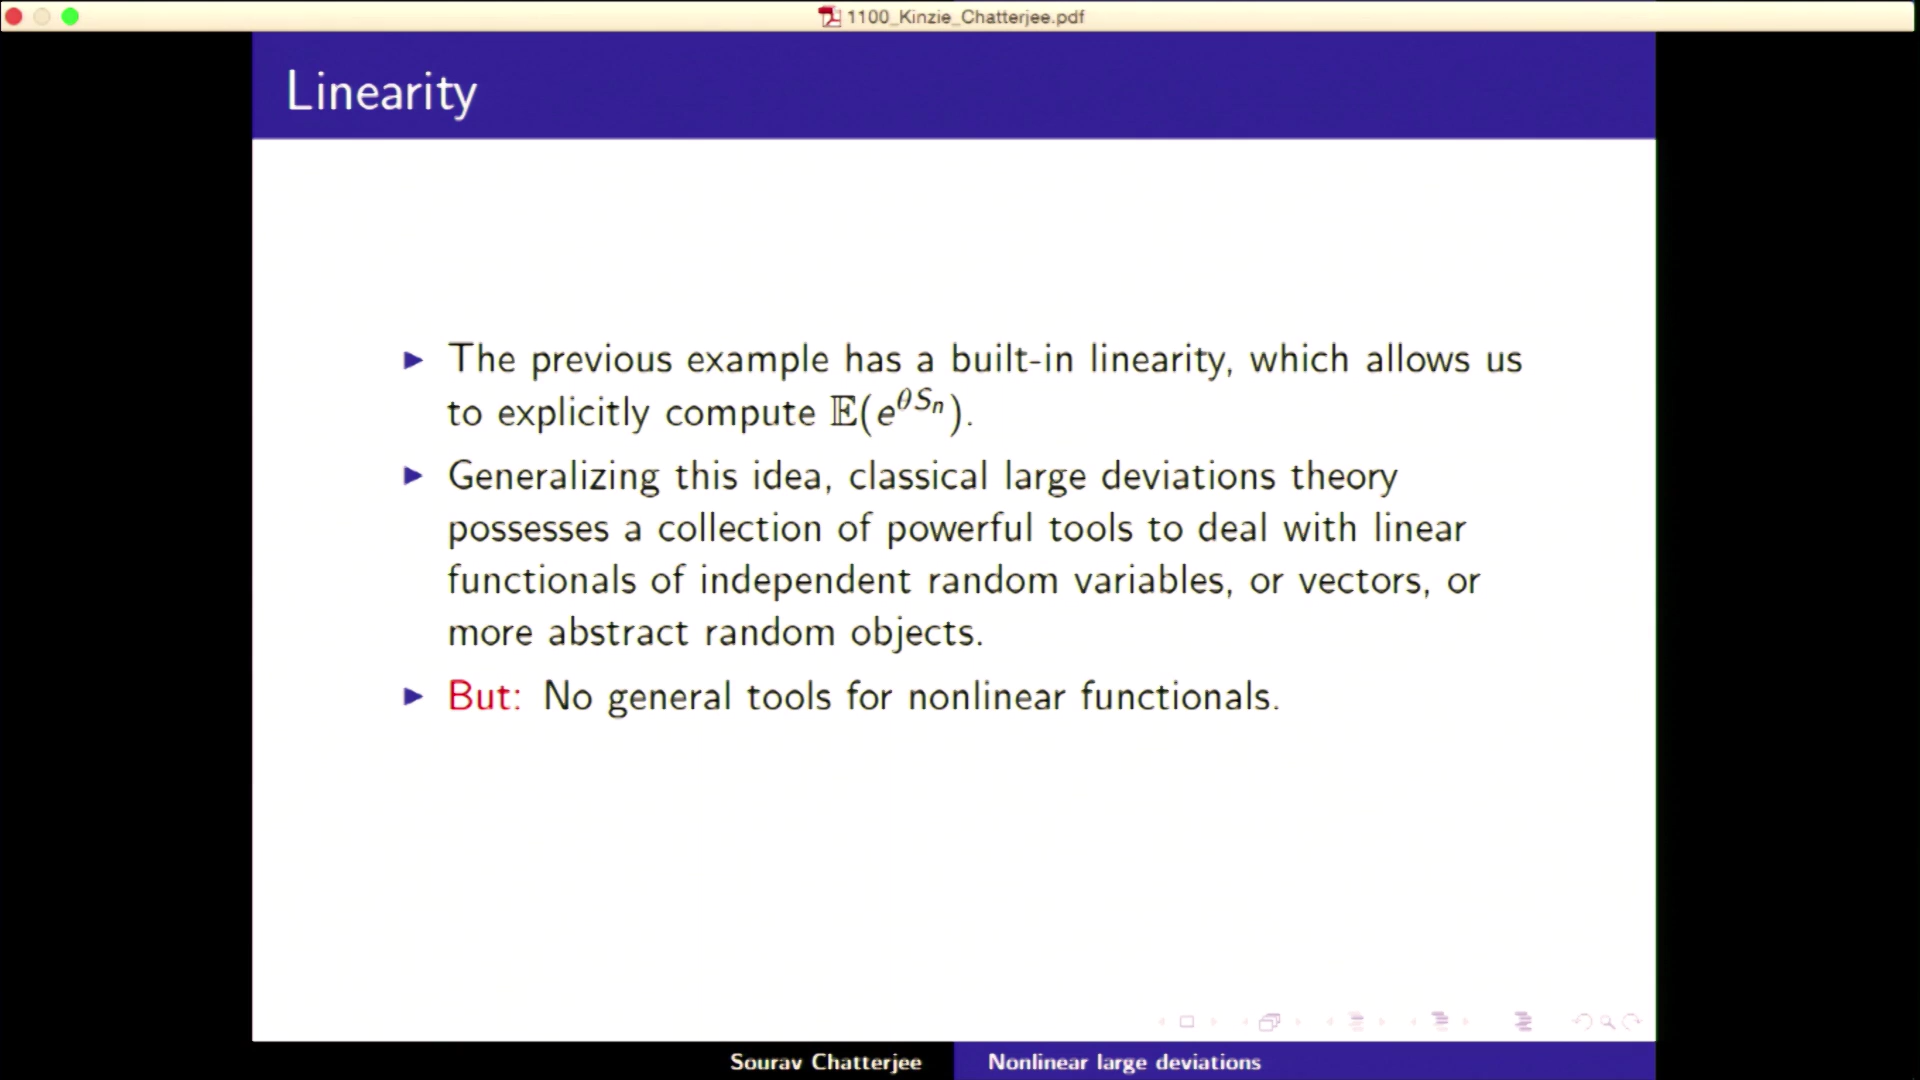 1100_Kinzie_Chatterjee.pdf
Linearity
▶ The previous example has a built-in linearity, which allows us
to explicitly compute 𝔼(e^{θS_n}).
▶ Generalizing this idea, classical large deviations theory
possesses a collection of powerful tools to deal with linear
functionals of independent random variables, or vectors, or
more abstract random objects.
▶ But: No general tools for nonlinear functionals.
Sourav Chatterjee
Nonlinear large deviations